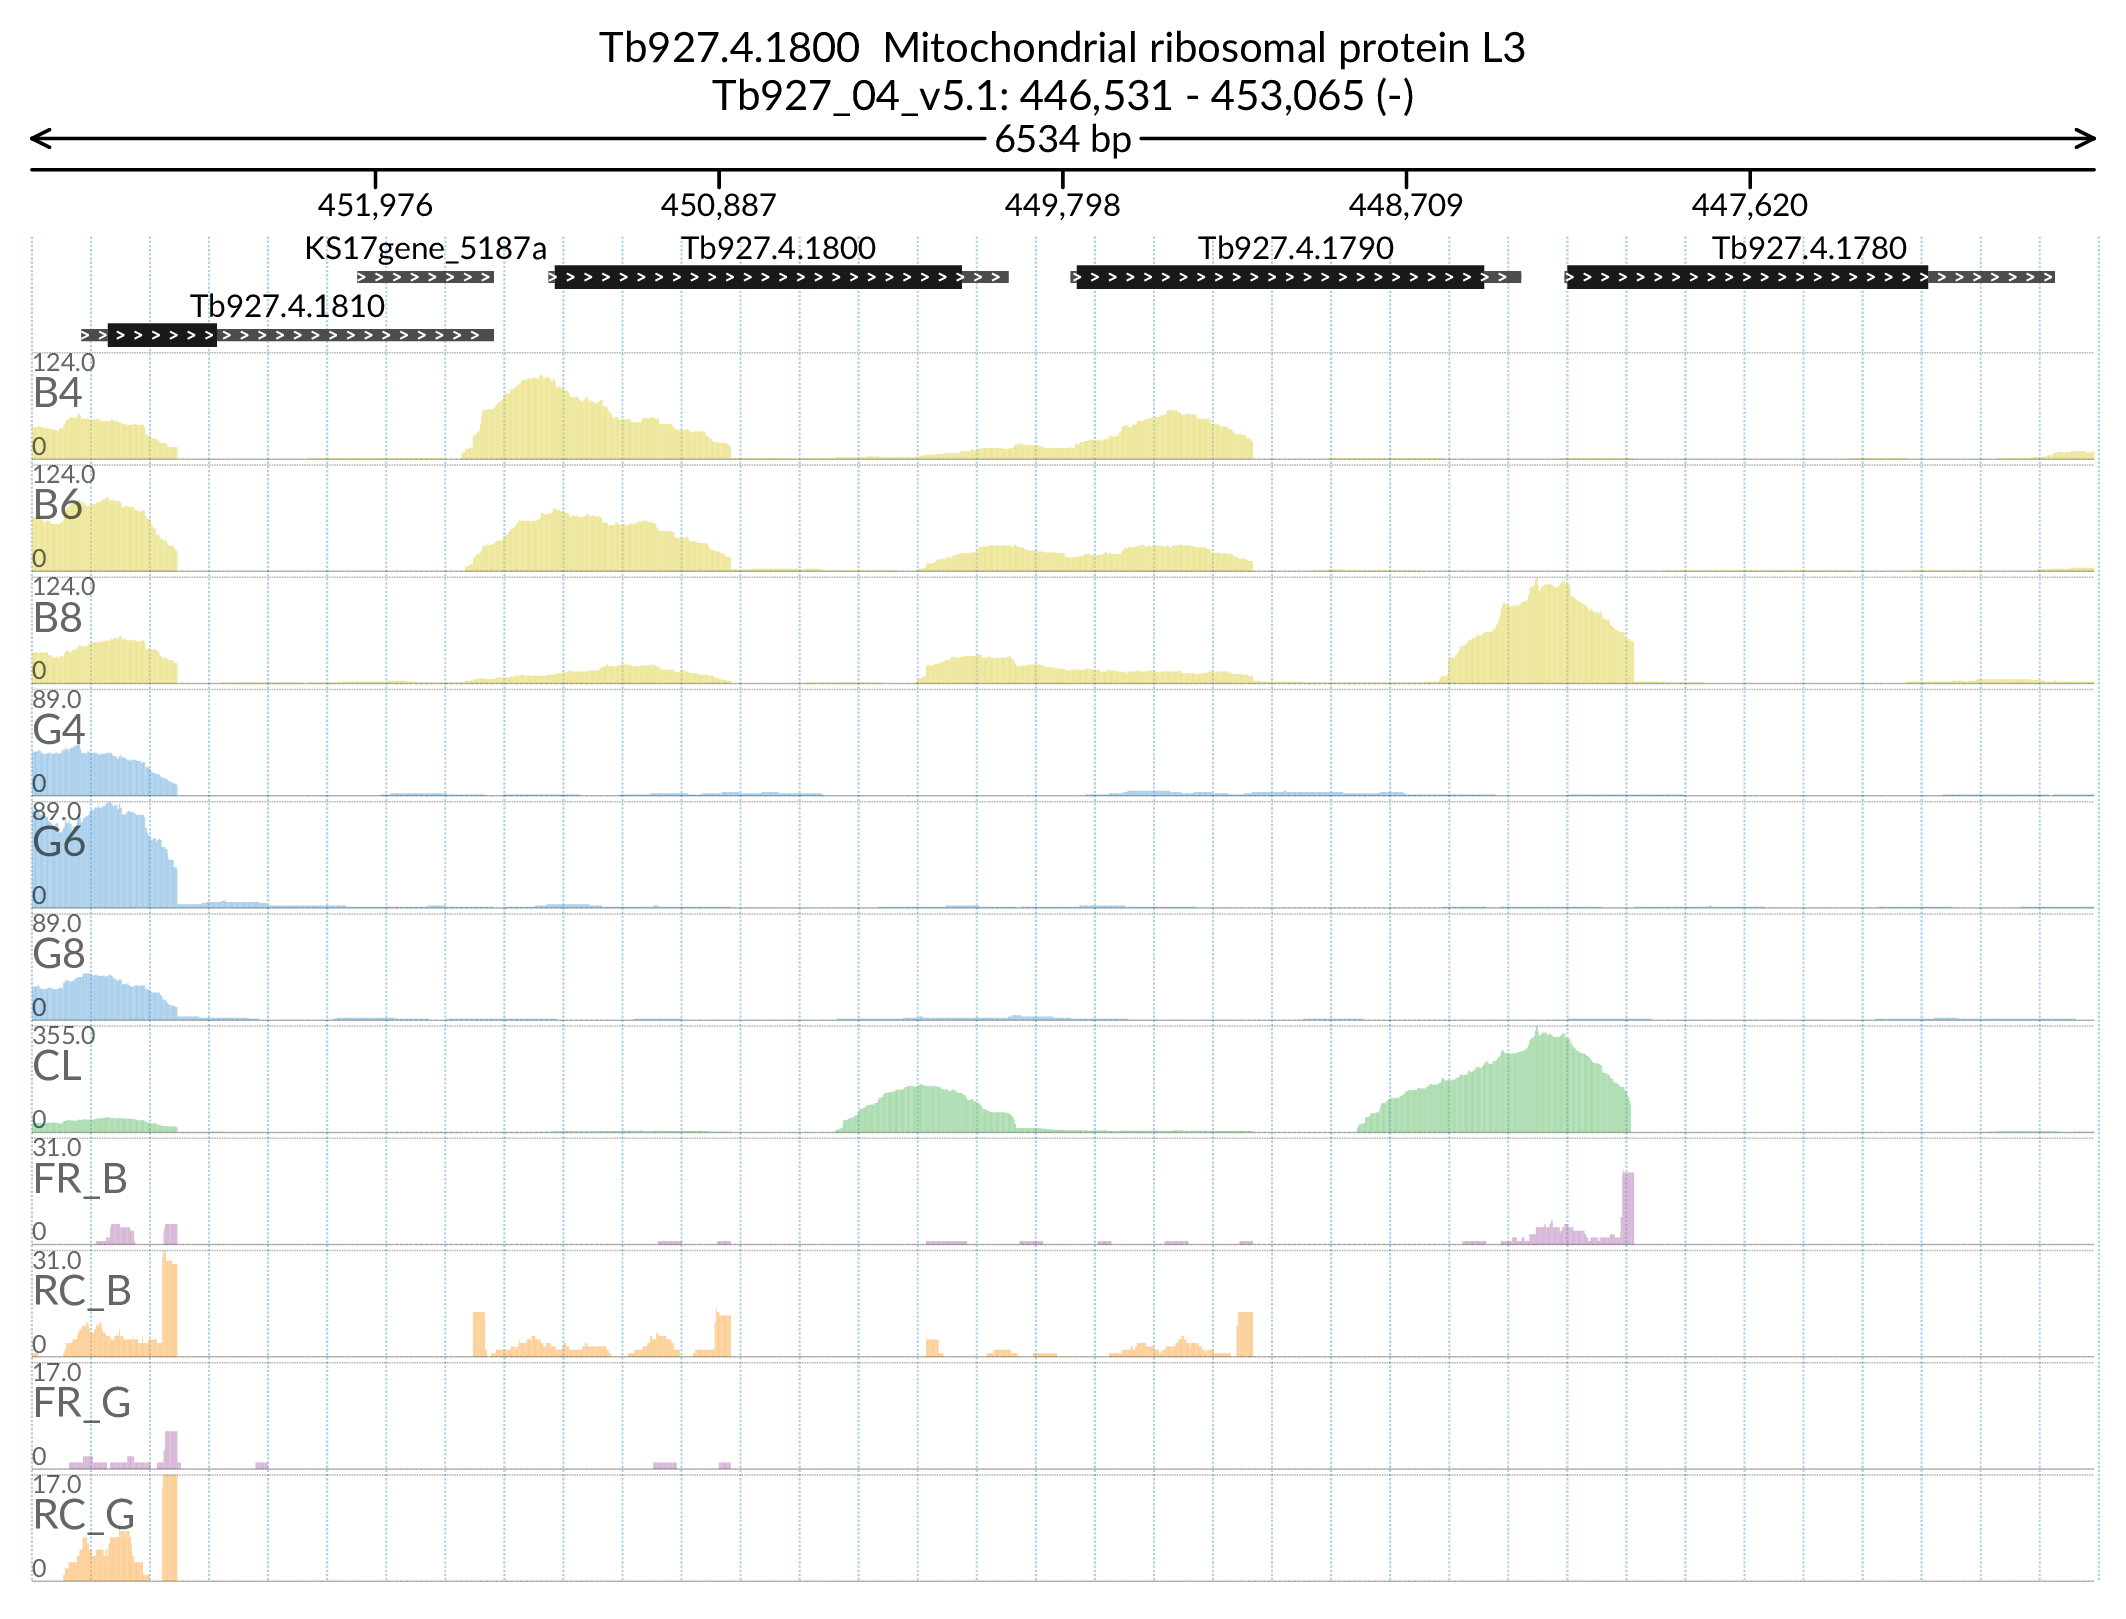 Tb927.4.1800  Mitochondrial ribosomal protein L3
Tb927_04_v5.1: 446,531 - 453,065 (-)
6534 bp
451,976 450,887 449,798 448,709 447,620
KS17gene_5187a Tb927.4.1800 Tb927.4.1790 Tb927.4.1780
Tb927.4.1810
124.0
B4
0
124.0
B6
0
124.0
B8
0
89.0
G4
0
89.0
G6
0
89.0
G8
0
355.0
CL
0
31.0
FR_B
0
31.0
RC_B
0
17.0
FR_G
0
17.0
RC_G
0